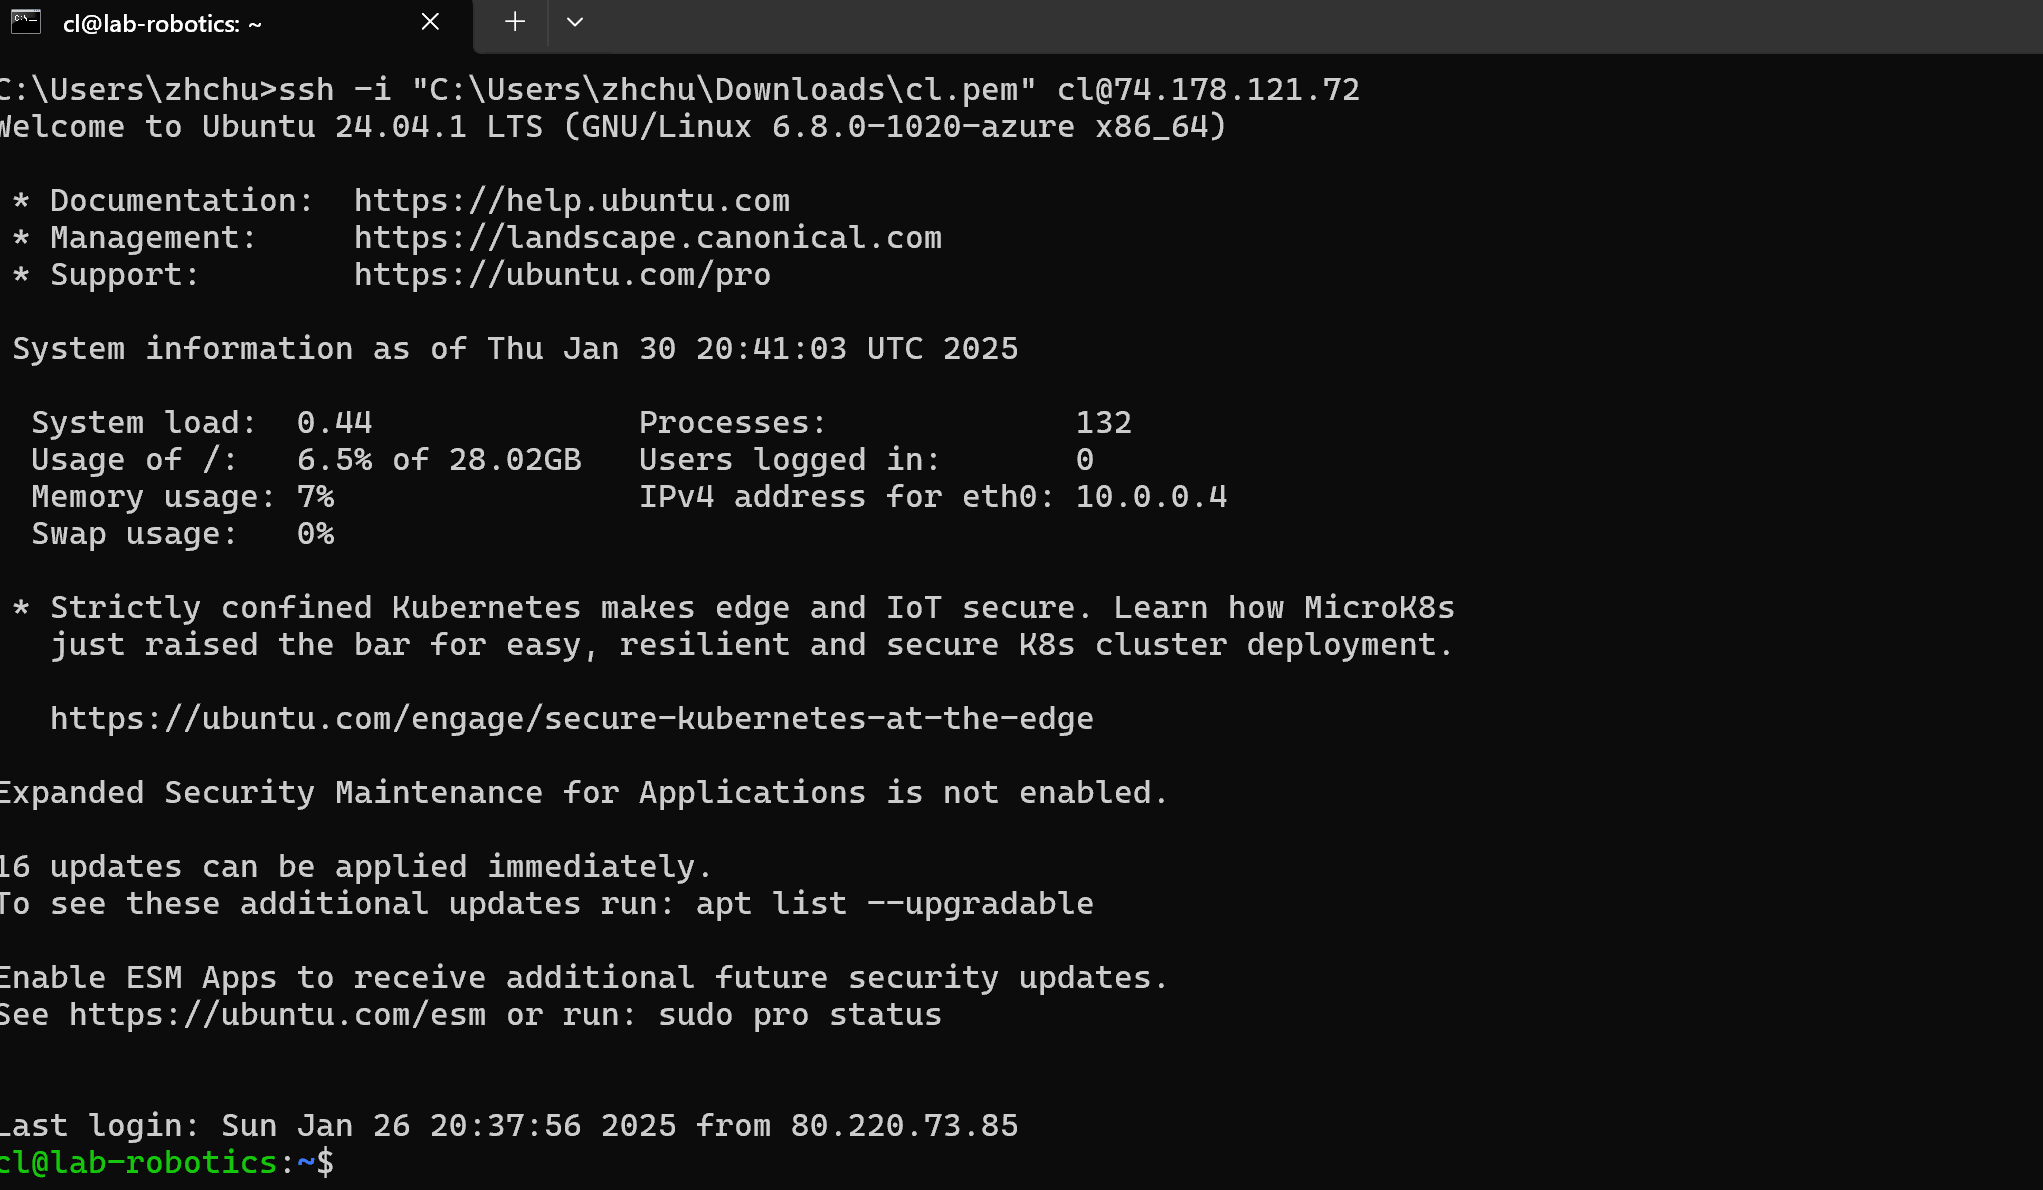 cl@lab-robotics: ~
C:\Users\zhchu>ssh -i "C:\Users\zhchu\Downloads\cl.pem" cl@74.178.121.72
Welcome to Ubuntu 24.04.1 LTS (GNU/Linux 6.8.0-1020-azure x86_64)
* Documentation:  https://help.ubuntu.com
* Management:     https://landscape.canonical.com
* Support:        https://ubuntu.com/pro
System information as of Thu Jan 30 20:41:03 UTC 2025
System load:  0.44              Processes:             132
Usage of /:   6.5% of 28.02GB   Users logged in:       0
Memory usage: 7%                IPv4 address for eth0: 10.0.0.4
Swap usage:   0%
* Strictly confined Kubernetes makes edge and IoT secure. Learn how MicroK8s
just raised the bar for easy, resilient and secure K8s cluster deployment.
https://ubuntu.com/engage/secure-kubernetes-at-the-edge
Expanded Security Maintenance for Applications is not enabled.
16 updates can be applied immediately.
To see these additional updates run: apt list --upgradable
Enable ESM Apps to receive additional future security updates.
See https://ubuntu.com/esm or run: sudo pro status
Last login: Sun Jan 26 20:37:56 2025 from 80.220.73.85
cl@lab-robotics:~$